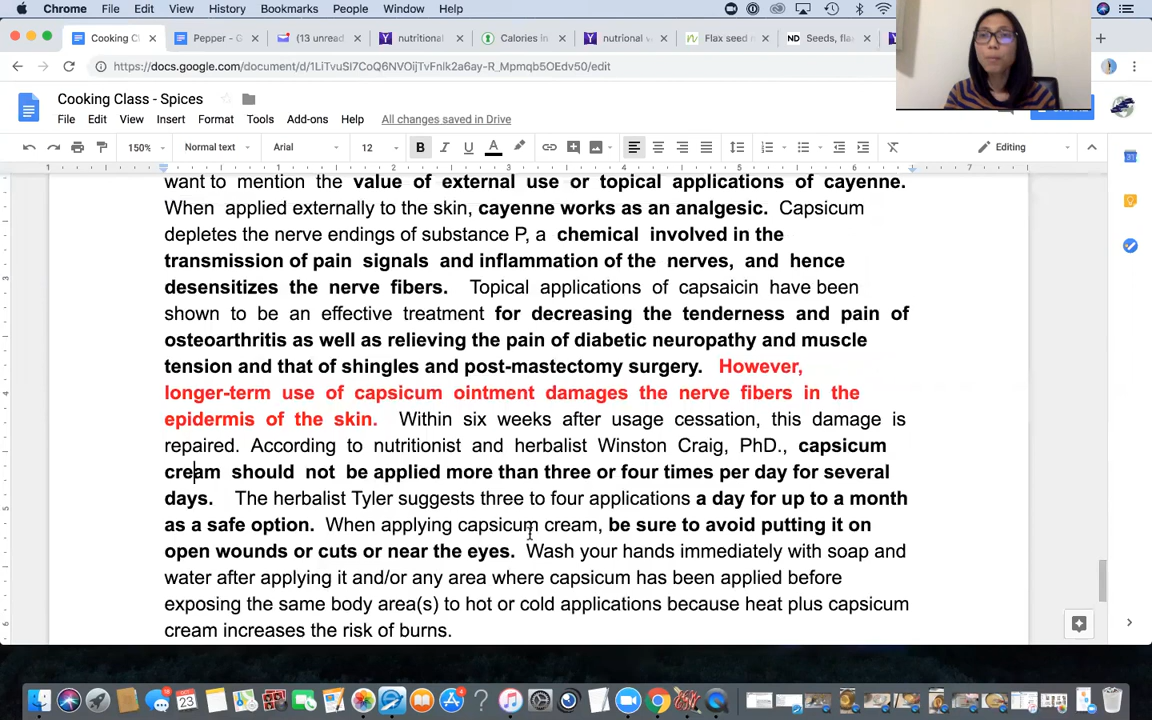 Chrome File Edit View History Bookmarks People Window Help
Cooking Cl
Pepper - G
(13 unread
nutritional
Calories in
nutrional
Flax seed n
ND Seeds, fla
https://docs.google.com/document/d/1LiTvuSI7CoQ6NVOijTvFnlk2a6ay-R_Mpmqb5OEdv50/edit
Cooking Class - Spices
File Edit View Insert Format Tools Add-ons Help All changes saved in Drive
150% Normal text Arial 12 B I U A Editing
1 1 2 3 4 5 6 7
want to mention the value of external use or topical applications of cayenne.
When applied externally to the skin, cayenne works as an analgesic. Capsicum
depletes the nerve endings of substance P, a chemical involved in the
transmission of pain signals and inflammation of the nerves, and hence
desensitizes the nerve fibers. Topical applications of capsaicin have been
shown to be an effective treatment for decreasing the tenderness and pain of
osteoarthritis as well as relieving the pain of diabetic neuropathy and muscle
tension and that of shingles and post-mastectomy surgery. However,
longer-term use of capsicum ointment damages the nerve fibers in the
epidermis of the skin. Within six weeks after usage cessation, this damage is
repaired. According to nutritionist and herbalist Winston Craig, PhD., capsicum
cream should not be applied more than three or four times per day for several
days. The herbalist Tyler suggests three to four applications a day for up to a month
as a safe option. When applying capsicum cream, be sure to avoid putting it on
open wounds or cuts or near the eyes. Wash your hands immediately with soap and
water after applying it and/or any area where capsicum has been applied before
exposing the same body area(s) to hot or cold applications because heat plus capsicum
cream increases the risk of burns.